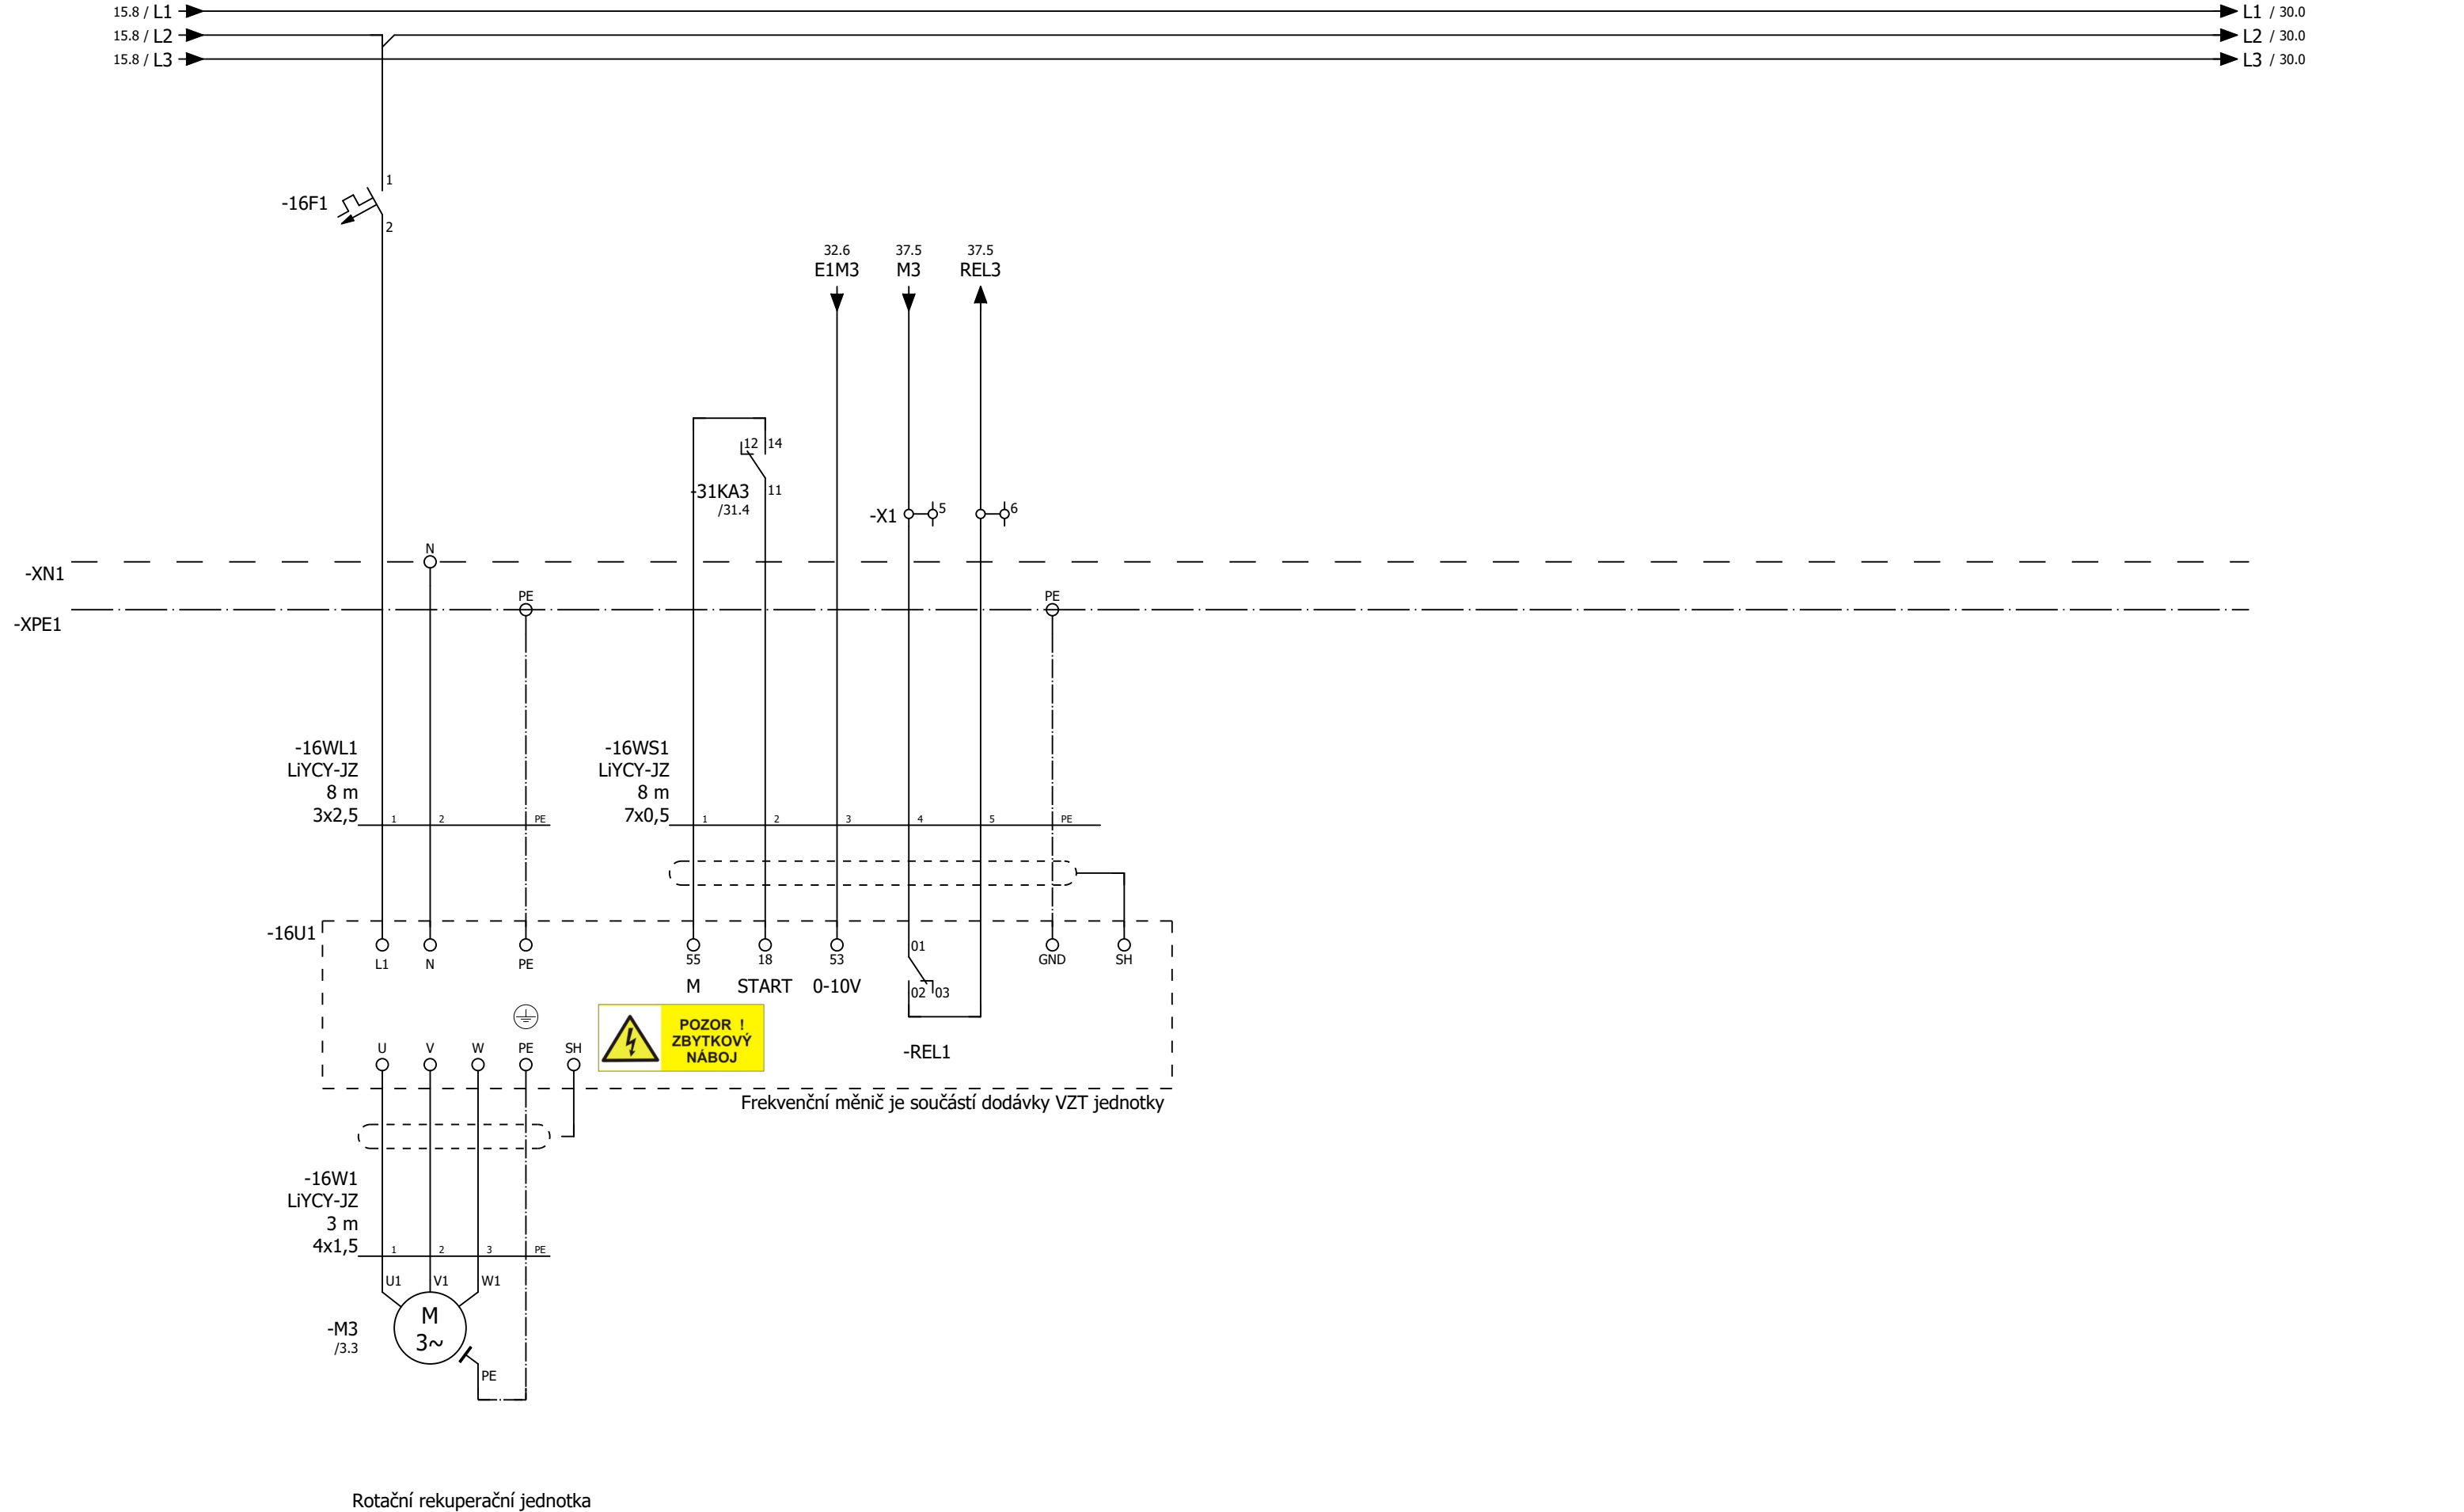 15.8 / L1
L1 / 30.0
15.8 / L2
L2 / 30.0
15.8 / L3
L3 / 30.0
1
-16F1
2
32.6
E1M3
37.5
M3
37.5
REL3
12
14
-31KA3
/31.4
11
-X1
5
6
N
-XN1
PE
PE
-XPE1
-16WL1
LiYCY-JZ
8 m
3x2,5
1
2
PE
-16WS1
LiYCY-JZ
8 m
7x0,5
1
2
3
4
5
PE
-16U1
L1
N
PE
55
18
53
01
GND
SH
M
START
0-10V
02
03
POZOR !
ZBYTKOVÝ
NÁBOJ
-REL1
U
V
W
PE
SH
Frekvenční měnič je součástí dodávky VZT jednotky
-16W1
LiYCY-JZ
3 m
4x1,5
1
2
3
PE
U1
V1
W1
M
3~
-M3
/3.3
PE
Rotační rekuperační jednotka